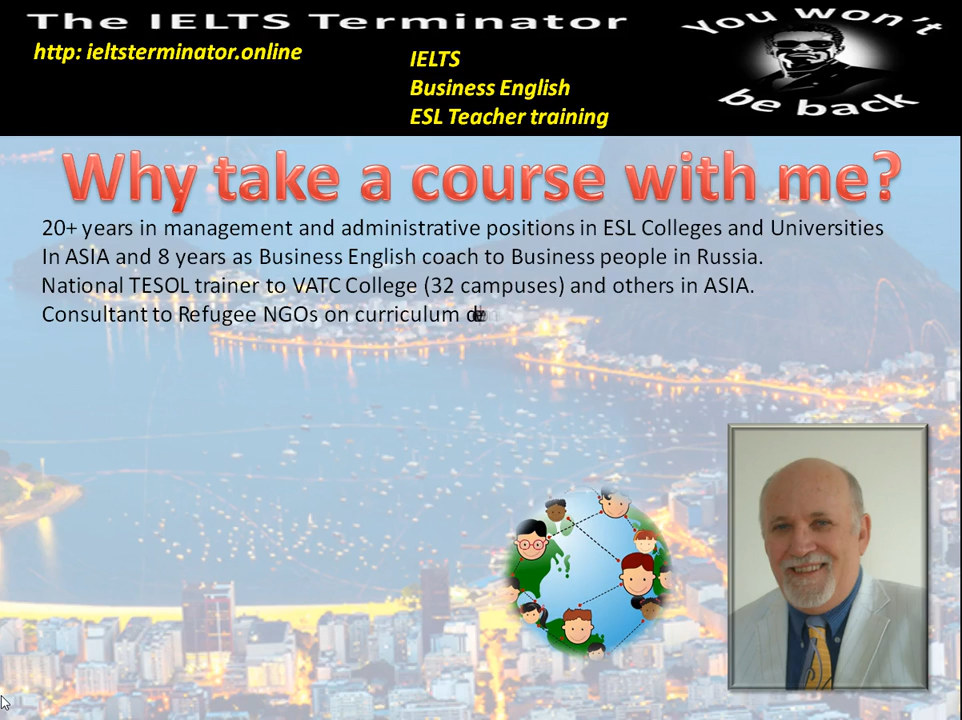 The IELTS Terminator
You won't
be back
http: ieltsterminator.online
IELTS
Business English
ESL Teacher training
Why take a course with me?
20+ years in management and administrative positions in ESL Colleges and Universities
In ASIA and 8 years as Business English coach to Business people in Russia.
National TESOL trainer to VATC College (32 campuses) and others in ASIA.
Consultant to Refugee NGOs on curriculum